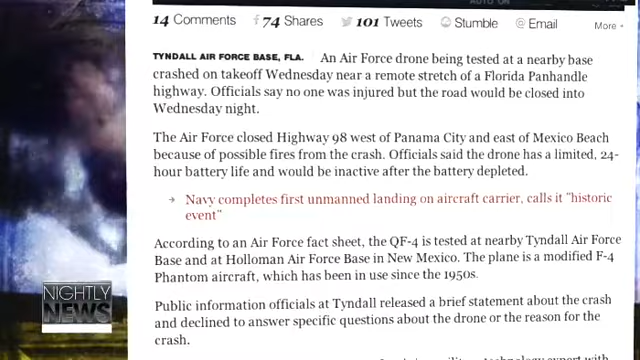 14 Comments 74 Shares 101 Tweets Stumble @ Email More
TYNDALL AIR FORCE BASE, FLA. An Air Force drone being tested at a nearby base
crashed on takeoff Wednesday near a remote stretch of a Florida Panhandle
highway. Officials say no one was injured but the road would be closed into
Wednesday night.
The Air Force closed Highway 98 west of Panama City and east of Mexico Beach
because of possible fires from the crash. Officials said the drone has a limited, 24-
hour battery life and would be inactive after the battery depleted.
Navy completes first unmanned landing on aircraft carrier, calls it "historic
event"
According to an Air Force fact sheet, the QF-4 is tested at nearby Tyndall Air Force
Base and at Holloman Air Force Base in New Mexico. The plane is a modified F-4
Phantom aircraft, which has been in use since the 1950s.
Public information officials at Tyndall released a brief statement about the crash
and declined to answer specific questions about the drone or the reason for the
crash.
NIGHTLY
NEWS